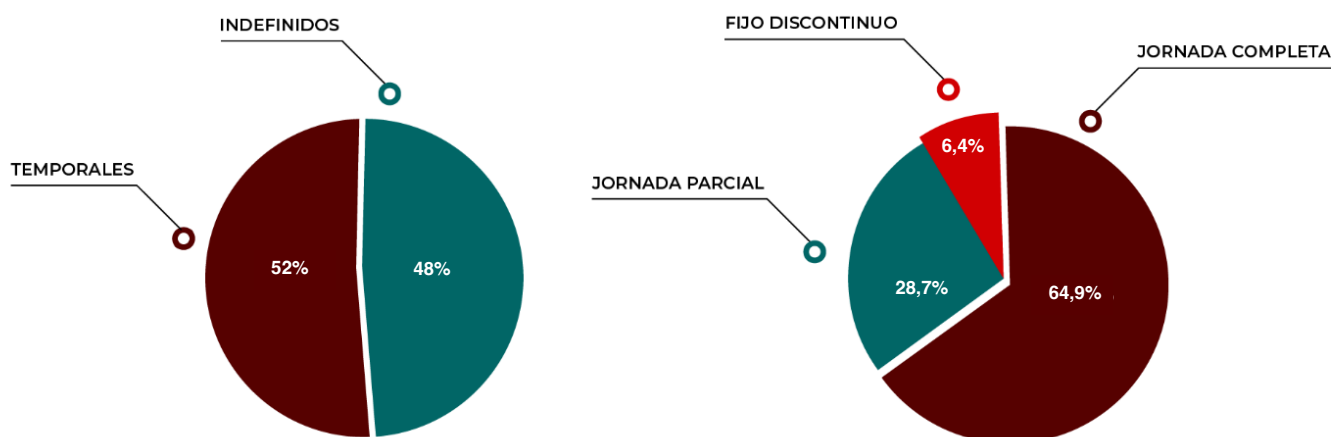 INDEFINIDOS
TEMPORALES
52%
48%
FIJO DISCONTINUO
JORNADA COMPLETA
JORNADA PARCIAL
6,4%
28,7%
64,9%